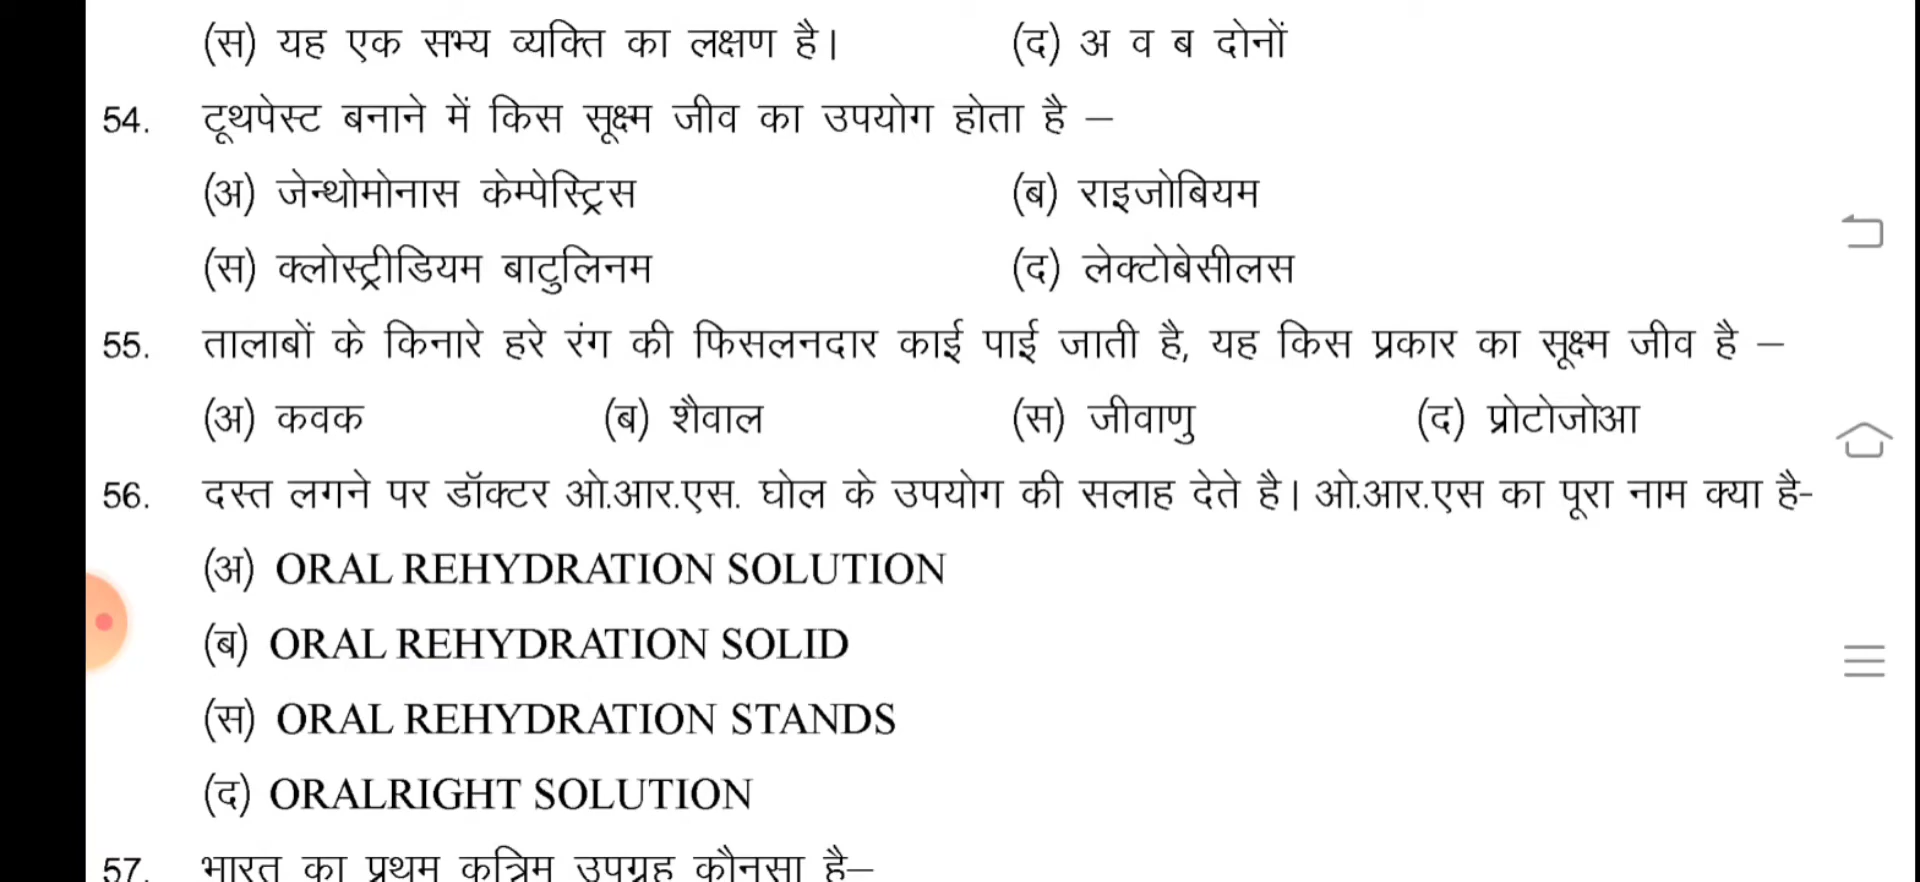 (स) यह एक सभ्य व्यक्ति का लक्षण है। (द) अ व ब दोनों
54. टूथपेस्ट बनाने में किस सूक्ष्म जीव का उपयोग होता है –
(अ) जेन्थोमोनास केम्पेस्ट्रिस (ब) राइजोबियम
(स) क्लोस्ट्रीडियम बाटुलिनम (द) लेक्टोबेसीलस
55. तालाबों के किनारे हरे रंग की फिसलनदार काई पाई जाती है, यह किस प्रकार का सूक्ष्म जीव है –
(अ) कवक (ब) शैवाल (स) जीवाणु (द) प्रोटोजोआ
56. दस्त लगने पर डॉक्टर ओ.आर.एस. घोल के उपयोग की सलाह देते है। ओ.आर.एस का पूरा नाम क्या है-
(अ) ORAL REHYDRATION SOLUTION
(ब) ORAL REHYDRATION SOLID
(स) ORAL REHYDRATION STANDS
(द) ORALRIGHT SOLUTION
57. भारत का प्रथम कृत्रिम उपग्रह कौनसा है–